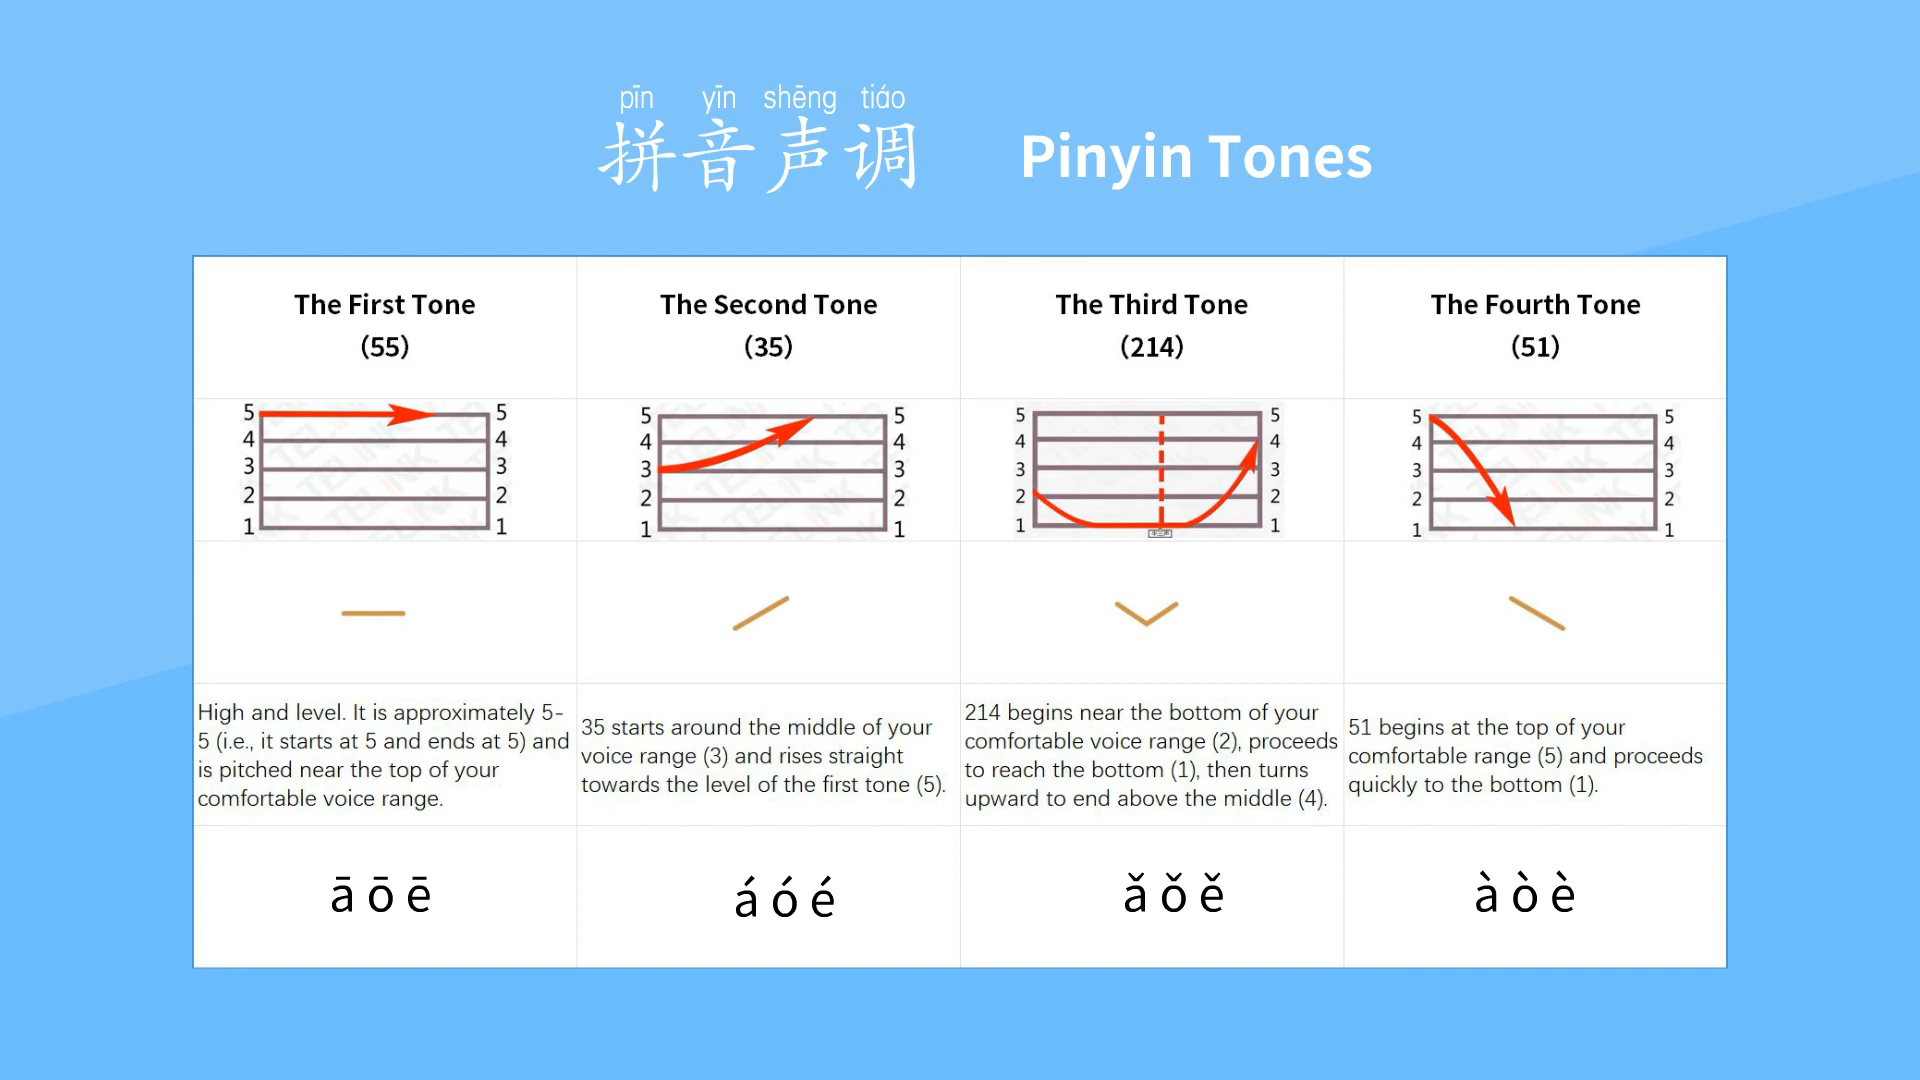 pīn yīn shēng tiáo
拼音声调 Pinyin Tones
The First Tone
(55)
The Second Tone
(35)
The Third Tone
(214)
The Fourth Tone
(51)
5 5
4 4
3 3
2 2
1 1
5 5
4 4
3 3
2 2
1 1
5 5
4 4
3 3
2 2
1 1
5 5
4 4
3 3
2 2
1 1
High and level. It is approximately 5-
5 (i.e., it starts at 5 and ends at 5) and
is pitched near the top of your
comfortable voice range.
35 starts around the middle of your
voice range (3) and rises straight
towards the level of the first tone (5).
214 begins near the bottom of your
comfortable voice range (2), proceeds
to reach the bottom (1), then turns
upward to end above the middle (4).
51 begins at the top of your
comfortable range (5) and proceeds
quickly to the bottom (1).
ā ō ē
á ó é
ǎ ǒ ě
à ò è